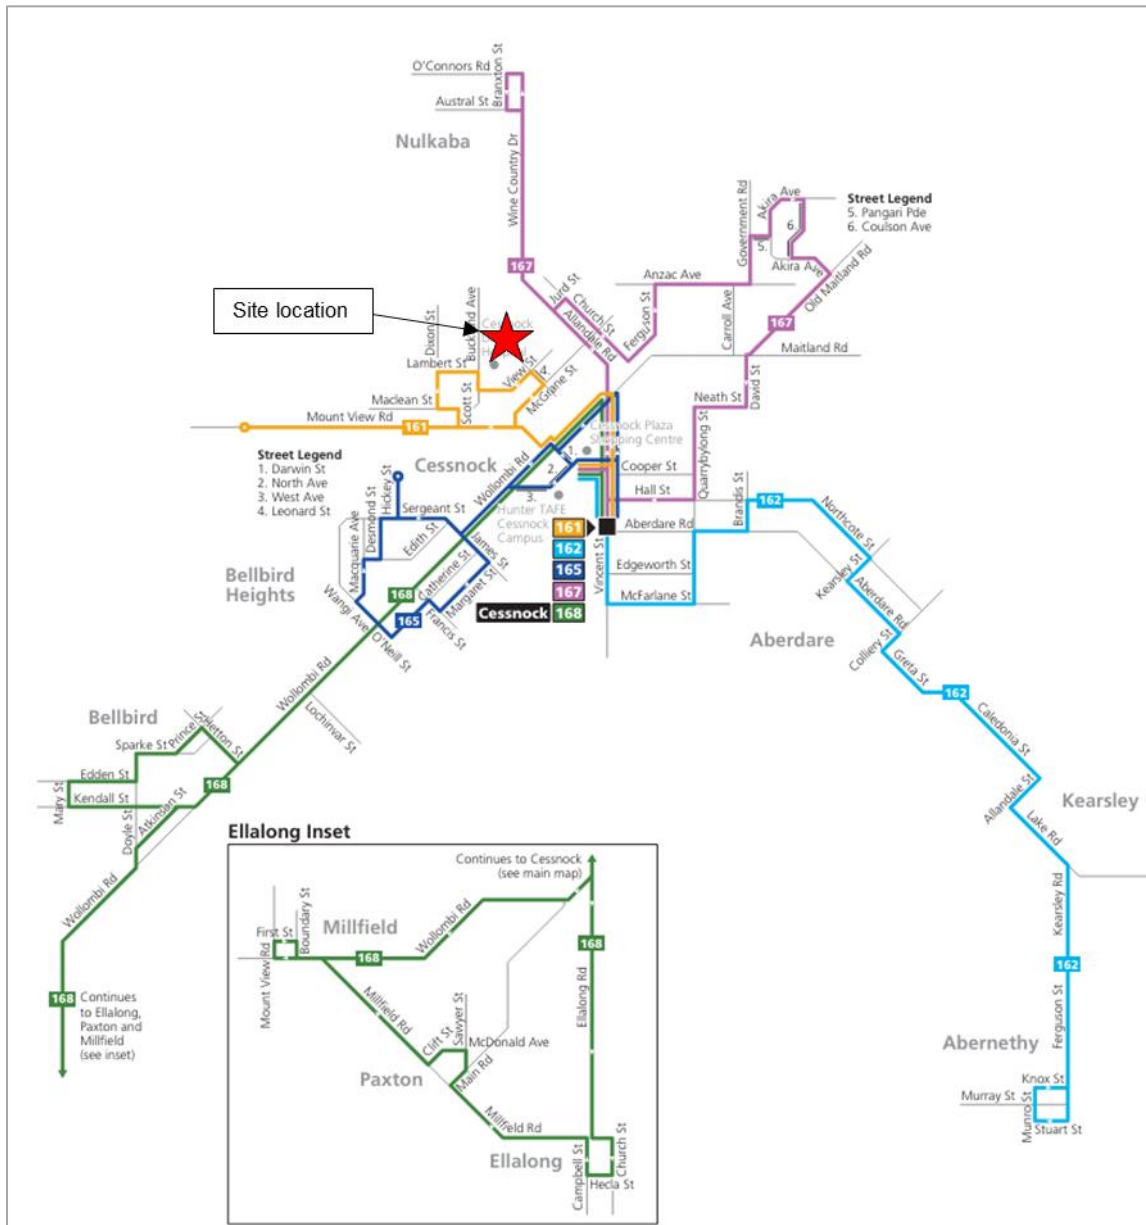 O'Connors Rd
Branxton St
Austral St
Nulkaba
Wine Country Dr
167
Site location
Jurd St
Church St
Allandale Rd
Ferguson St
Anzac Ave
Government Rd
Akira Ave
5.
6.
Akira Ave
Street Legend
5. Pangari Pde
6. Coulson Ave
Old Maitland Rd
167
Carroll Ave
Maitland Rd
David St
Neath St
Quarrybylong St
Dixon St
Cessnock
Lambert St
View St
4.
McGrane St
Maclean St
Scott St
Mount View Rd
161
Street Legend
1. Darwin St
2. North Ave
3. West Ave
4. Leonard St
Cessnock
Wollombi Rd
Cessnock Plaza
Shopping Centre
1.
2.
3.
Cooper St
Hall St
Hunter TAFE
Cessnock
Campus
161
162
165
167
Cessnock 168
Vincent St
Aberdare Rd
Edgeworth St
McFarlane St
Brandis St
162
Northcote St
Kearsley St
Aberdare Rd
Colliery St
Greta St
Aberdare
162
Caledonia St
Allandale St
Lake Rd
Kearsley
Kearsley Rd
162
Ferguson St
Abernethy
Knox St
Murray St
Munro St
Stuart St
Hickey St
Desmond St
Sergeant St
Macquarie Ave
Edith St
James St
Catherine St
Margaret St
Francis St
Bellbird
Heights
168
165
Wangi Ave
O'Neill St
Wollombi Rd
Lochinvar St
Bellbird
Sparke St
Prince S
Hetton St
Edden St
168
Mary St
Kendall St
Doyle St
Atkinson St
Wollombi Rd
168
Continues
to Ellalong,
Paxton and
Millfield
(see inset)
Ellalong Inset
Continues to Cessnock
(see main map)
Millfield
First St
Boundary St
Mount View Rd
168
Wollombi Rd
168
Ellalong Rd
Millfield Rd
Clift St
Sawyer St
McDonald Ave
Main Rd
Paxton
Millfield Rd
Ellalong
Campbell St
Church St
Hecla St